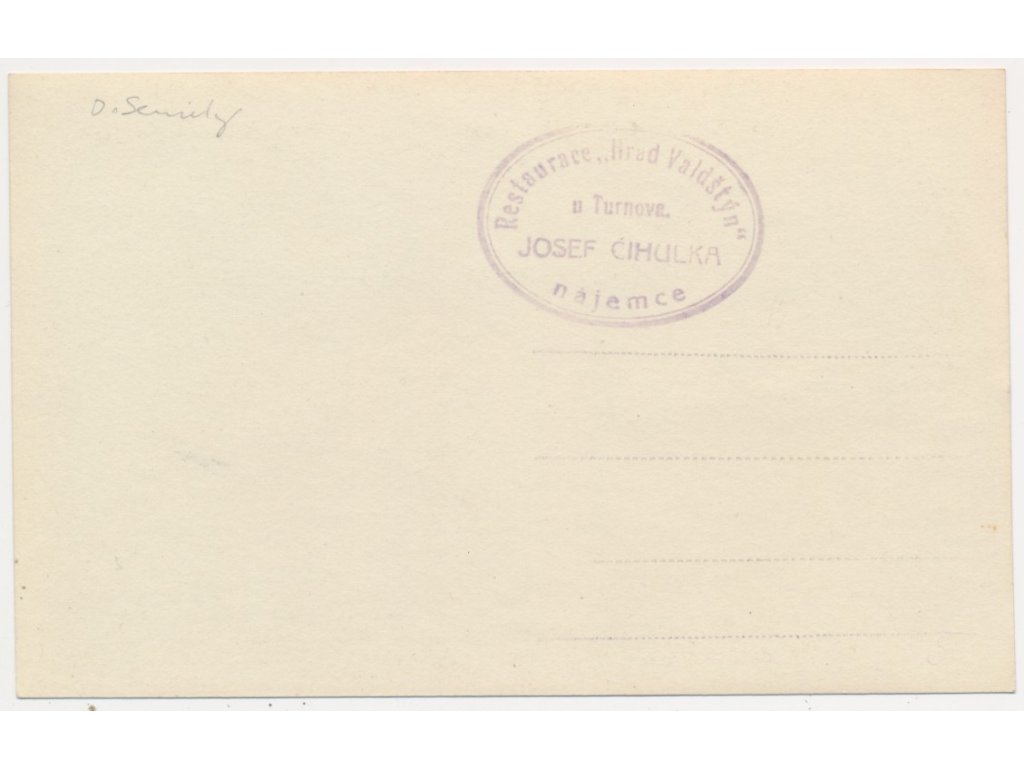 O. Semily
Restaurace „Hrad Valdštýn“
u Turnova.
JOSEF ČIHULKA
nájemce